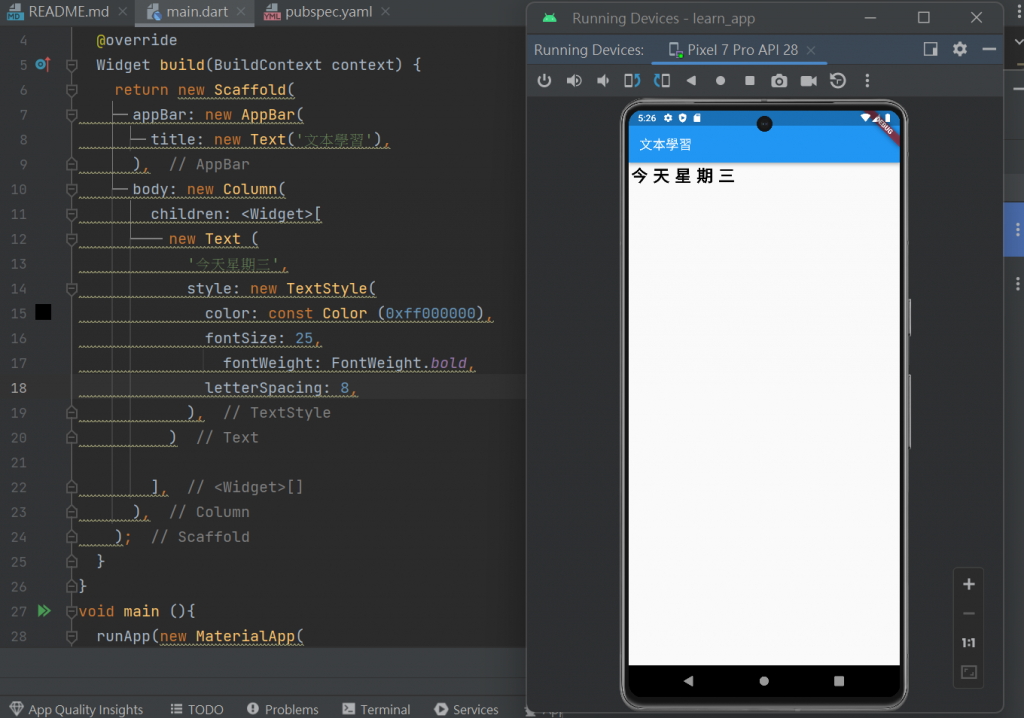 README.md main.dart pubspec.yaml
4 @override
5 Widget build(BuildContext context) {
6 return new Scaffold(
7 appBar: new AppBar(
8 title: new Text('文本學習'),
9 ), // AppBar
10 body: new Column(
11 children: <Widget>[
12 new Text (
13 '今天星期三',
14 style: new TextStyle(
15 color: const Color (0xff000000),
16 fontSize: 25,
17 fontWeight: FontWeight.bold,
18 letterSpacing: 8,
19 ), // TextStyle
20 ) // Text
21
22 ], // <Widget>[]
23 ), // Column
24 ); // Scaffold
25 }
26 }
27 void main (){
28 runApp(new MaterialApp(
App Quality Insights TODO Problems Terminal Services
Running Devices - learn_app
Running Devices: Pixel 7 Pro API 28
5:26
DEBUG
文本學習
今天星期三
1:1